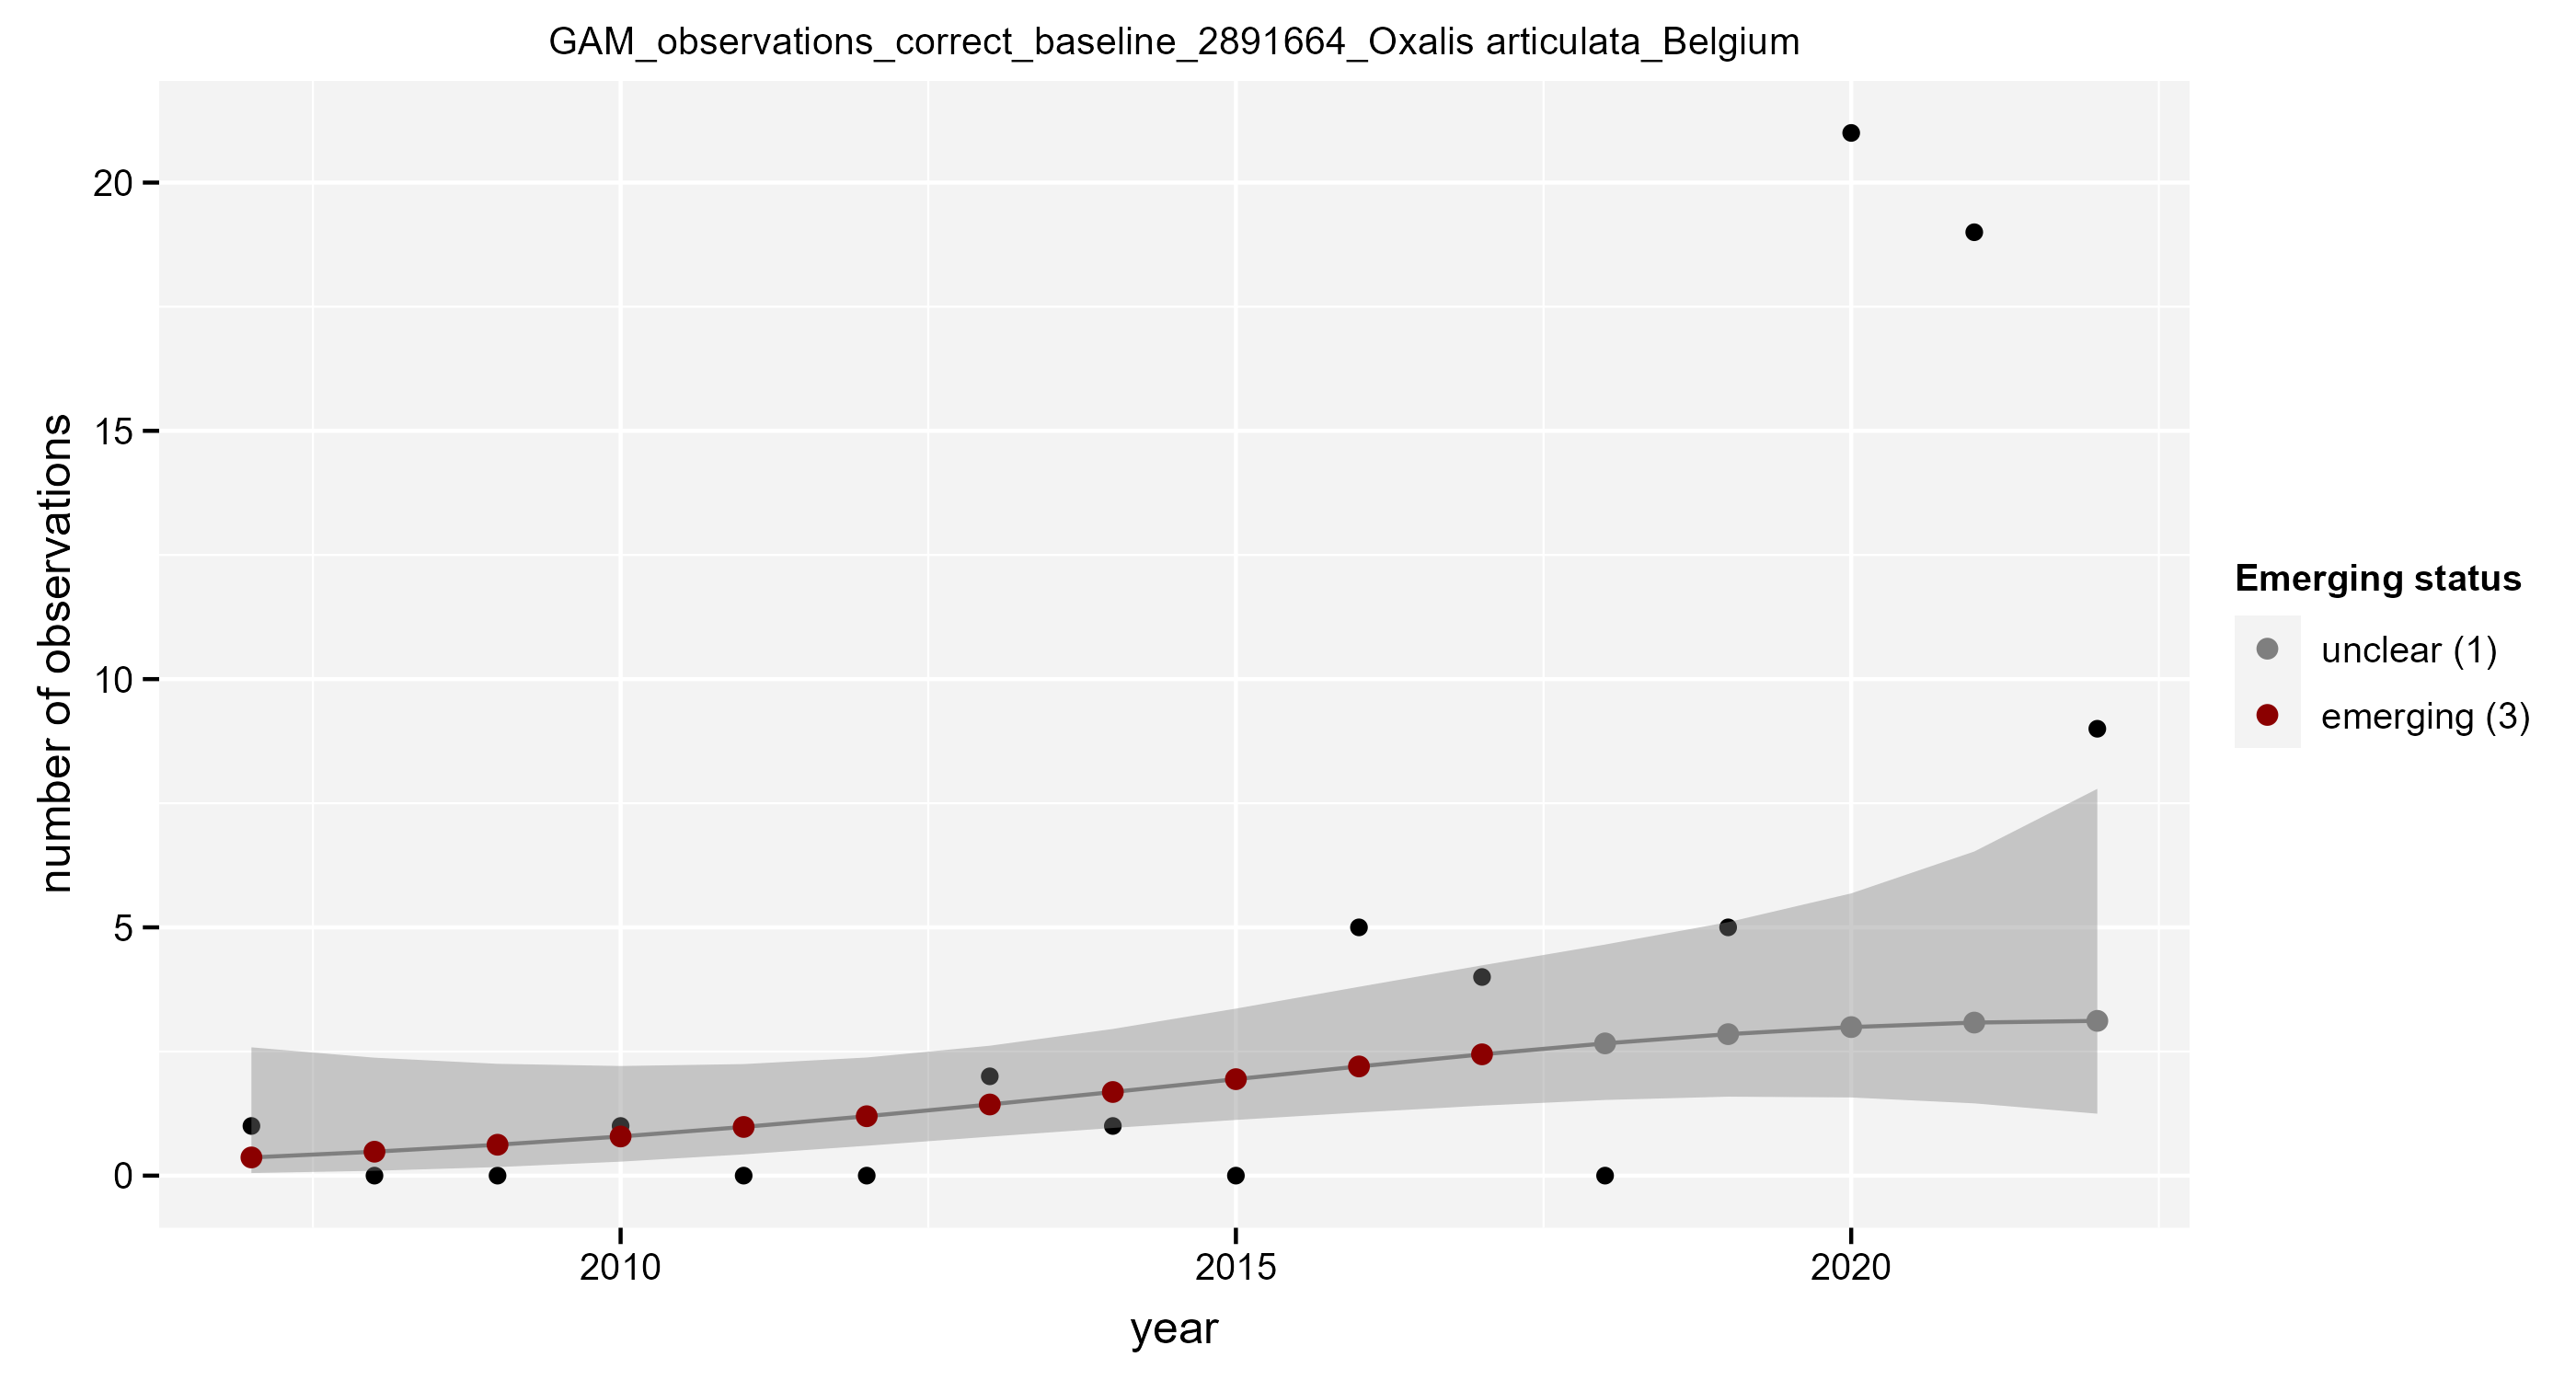 GAM_observations_correct_baseline_2891664_Oxalis articulata_Belgium
20
15
10
5
0
number of observations
2010
2015
2020
year
Emerging status
unclear (1)
emerging (3)